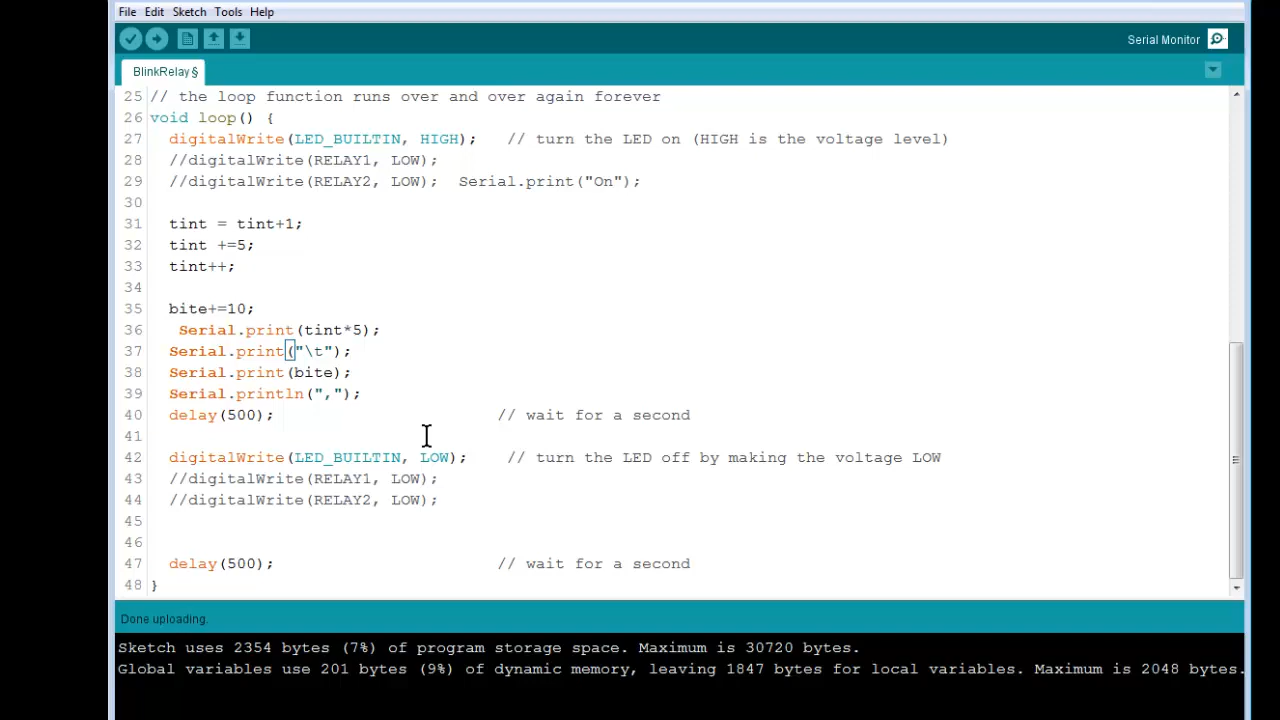 File Edit Sketch Tools Help
Serial Monitor
BlinkRelay§
25 // the loop function runs over and over again forever
26 void loop() {
27 digitalWrite(LED_BUILTIN, HIGH); // turn the LED on (HIGH is the voltage level)
28 //digitalWrite(RELAY1, LOW);
29 //digitalWrite(RELAY2, LOW); Serial.print("On");
30
31 tint = tint+1;
32 tint +=5;
33 tint++;
34
35 bite+=10;
36 Serial.print(tint*5);
37 Serial.print("\t");
38 Serial.print(bite);
39 Serial.println(",");
40 delay(500); // wait for a second
41
42 digitalWrite(LED_BUILTIN, LOW); // turn the LED off by making the voltage LOW
43 //digitalWrite(RELAY1, LOW);
44 //digitalWrite(RELAY2, LOW);
45
46
47 delay(500); // wait for a second
48 }
Done uploading.
Sketch uses 2354 bytes (7%) of program storage space. Maximum is 30720 bytes.
Global variables use 201 bytes (9%) of dynamic memory, leaving 1847 bytes for local variables. Maximum is 2048 bytes.